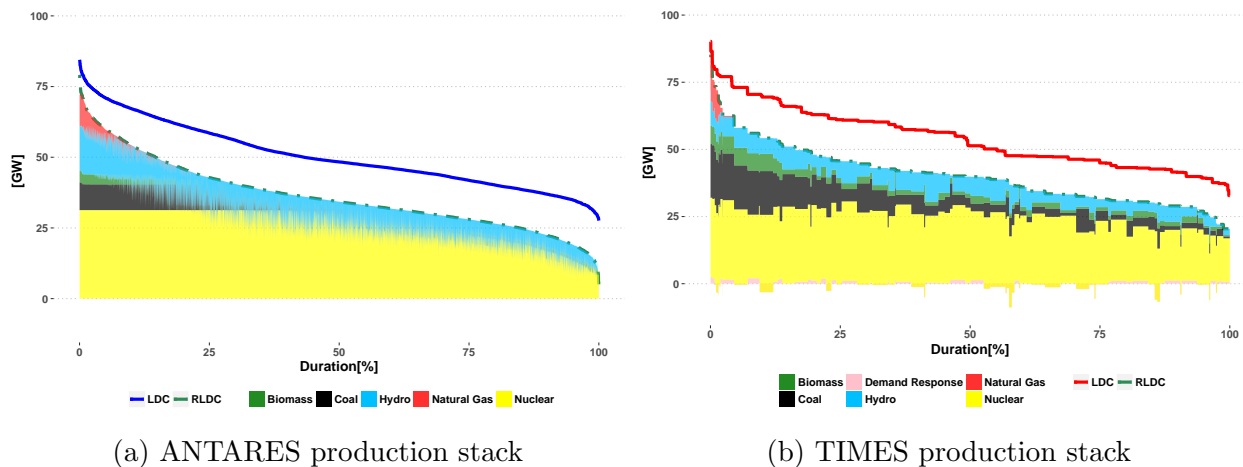 100
75
50
25
0
[GW]
0
25
50
75
100
Duration[%]
LDC RLDC Biomass Coal Hydro Natural Gas Nuclear
(a) ANTARES production stack
100
75
50
25
0
[GW]
0
25
50
75
100
Duration[%]
Biomass Demand Response Natural Gas LDC RLDC
Coal Hydro Nuclear
(b) TIMES production stack